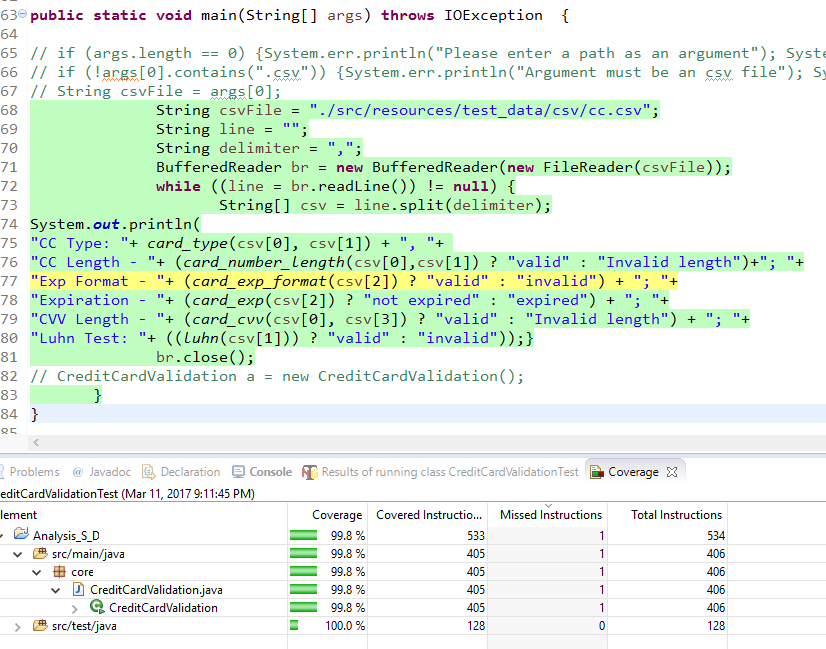 63 public static void main(String[] args) throws IOException {
64
65 // if (args.length == 0) {System.err.println("Please enter a path as an argument"); Syste
66 // if (!args[0].contains(".csv")) {System.err.println("Argument must be an csv file"); Sy
67 // String csvFile = args[0];
68 String csvFile = "./src/resources/test_data/csv/cc.csv";
69 String line = "";
70 String delimiter = ",";
71 BufferedReader br = new BufferedReader(new FileReader(csvFile));
72 while ((line = br.readLine()) != null) {
73 String[] csv = line.split(delimiter);
74 System.out.println(
75 "CC Type: "+ card_type(csv[0], csv[1]) + ", "+
76 "CC Length - "+ (card_number_length(csv[0],csv[1]) ? "valid" : "Invalid length")+"; "+
77 "Exp Format - "+ (card_exp_format(csv[2]) ? "valid" : "invalid") + "; "+
78 "Expiration - "+ (card_exp(csv[2]) ? "not expired" : "expired") + "; "+
79 "CVV Length - "+ (card_cvv(csv[0], csv[3]) ? "valid" : "Invalid length") + "; "+
80 "Luhn Test: "+ ((luhn(csv[1])) ? "valid" : "invalid"));}
81 br.close();
82 // CreditCardValidation a = new CreditCardValidation();
83 }
84 }
85
Problems @ Javadoc Declaration Console Results of running class CreditCardValidationTest Coverage
editCardValidationTest (Mar 11, 2017 9:11:45 PM)
lement Coverage Covered Instructio... Missed Instructions Total Instructions
Analysis_S_D 99.8 % 533 1 534
src/main/java 99.8 % 405 1 406
core 99.8 % 405 1 406
CreditCardValidation.java 99.8 % 405 1 406
CreditCardValidation 99.8 % 405 1 406
src/test/java 100.0 % 128 0 128